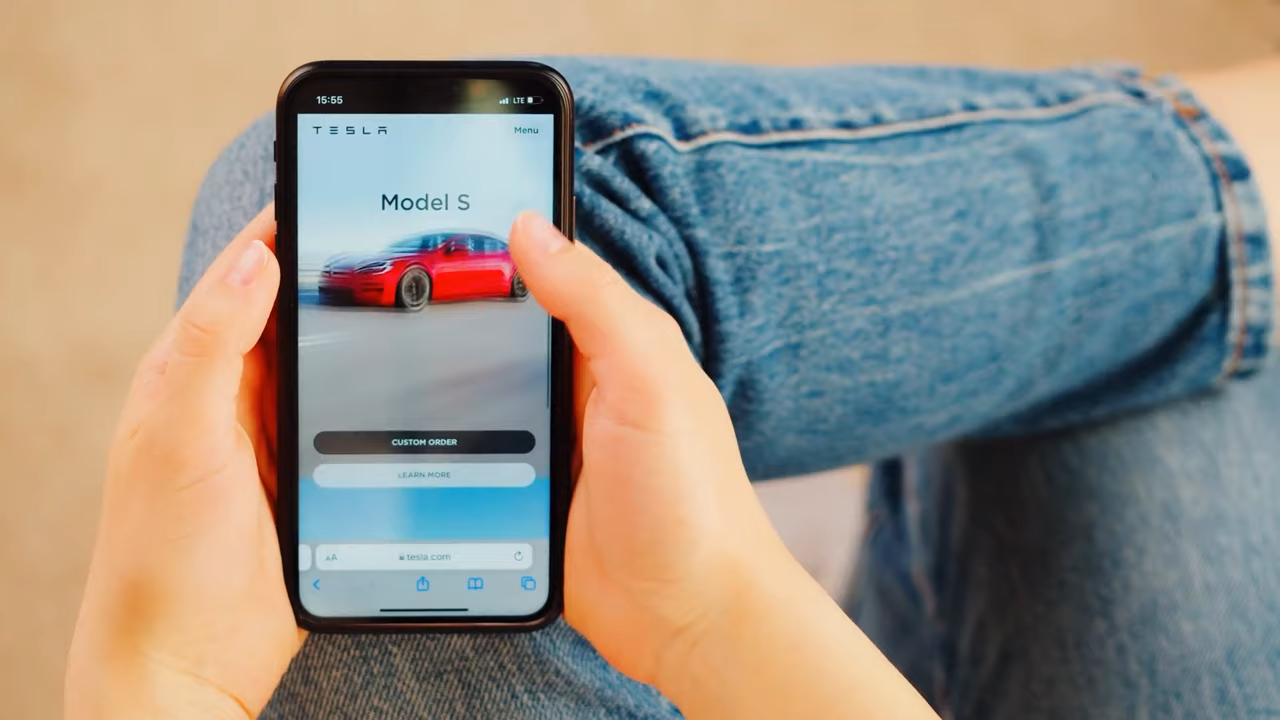 15:55 LTE
TESLA Menu
Model S
CUSTOM ORDER
LEARN MORE
AA tesla.com